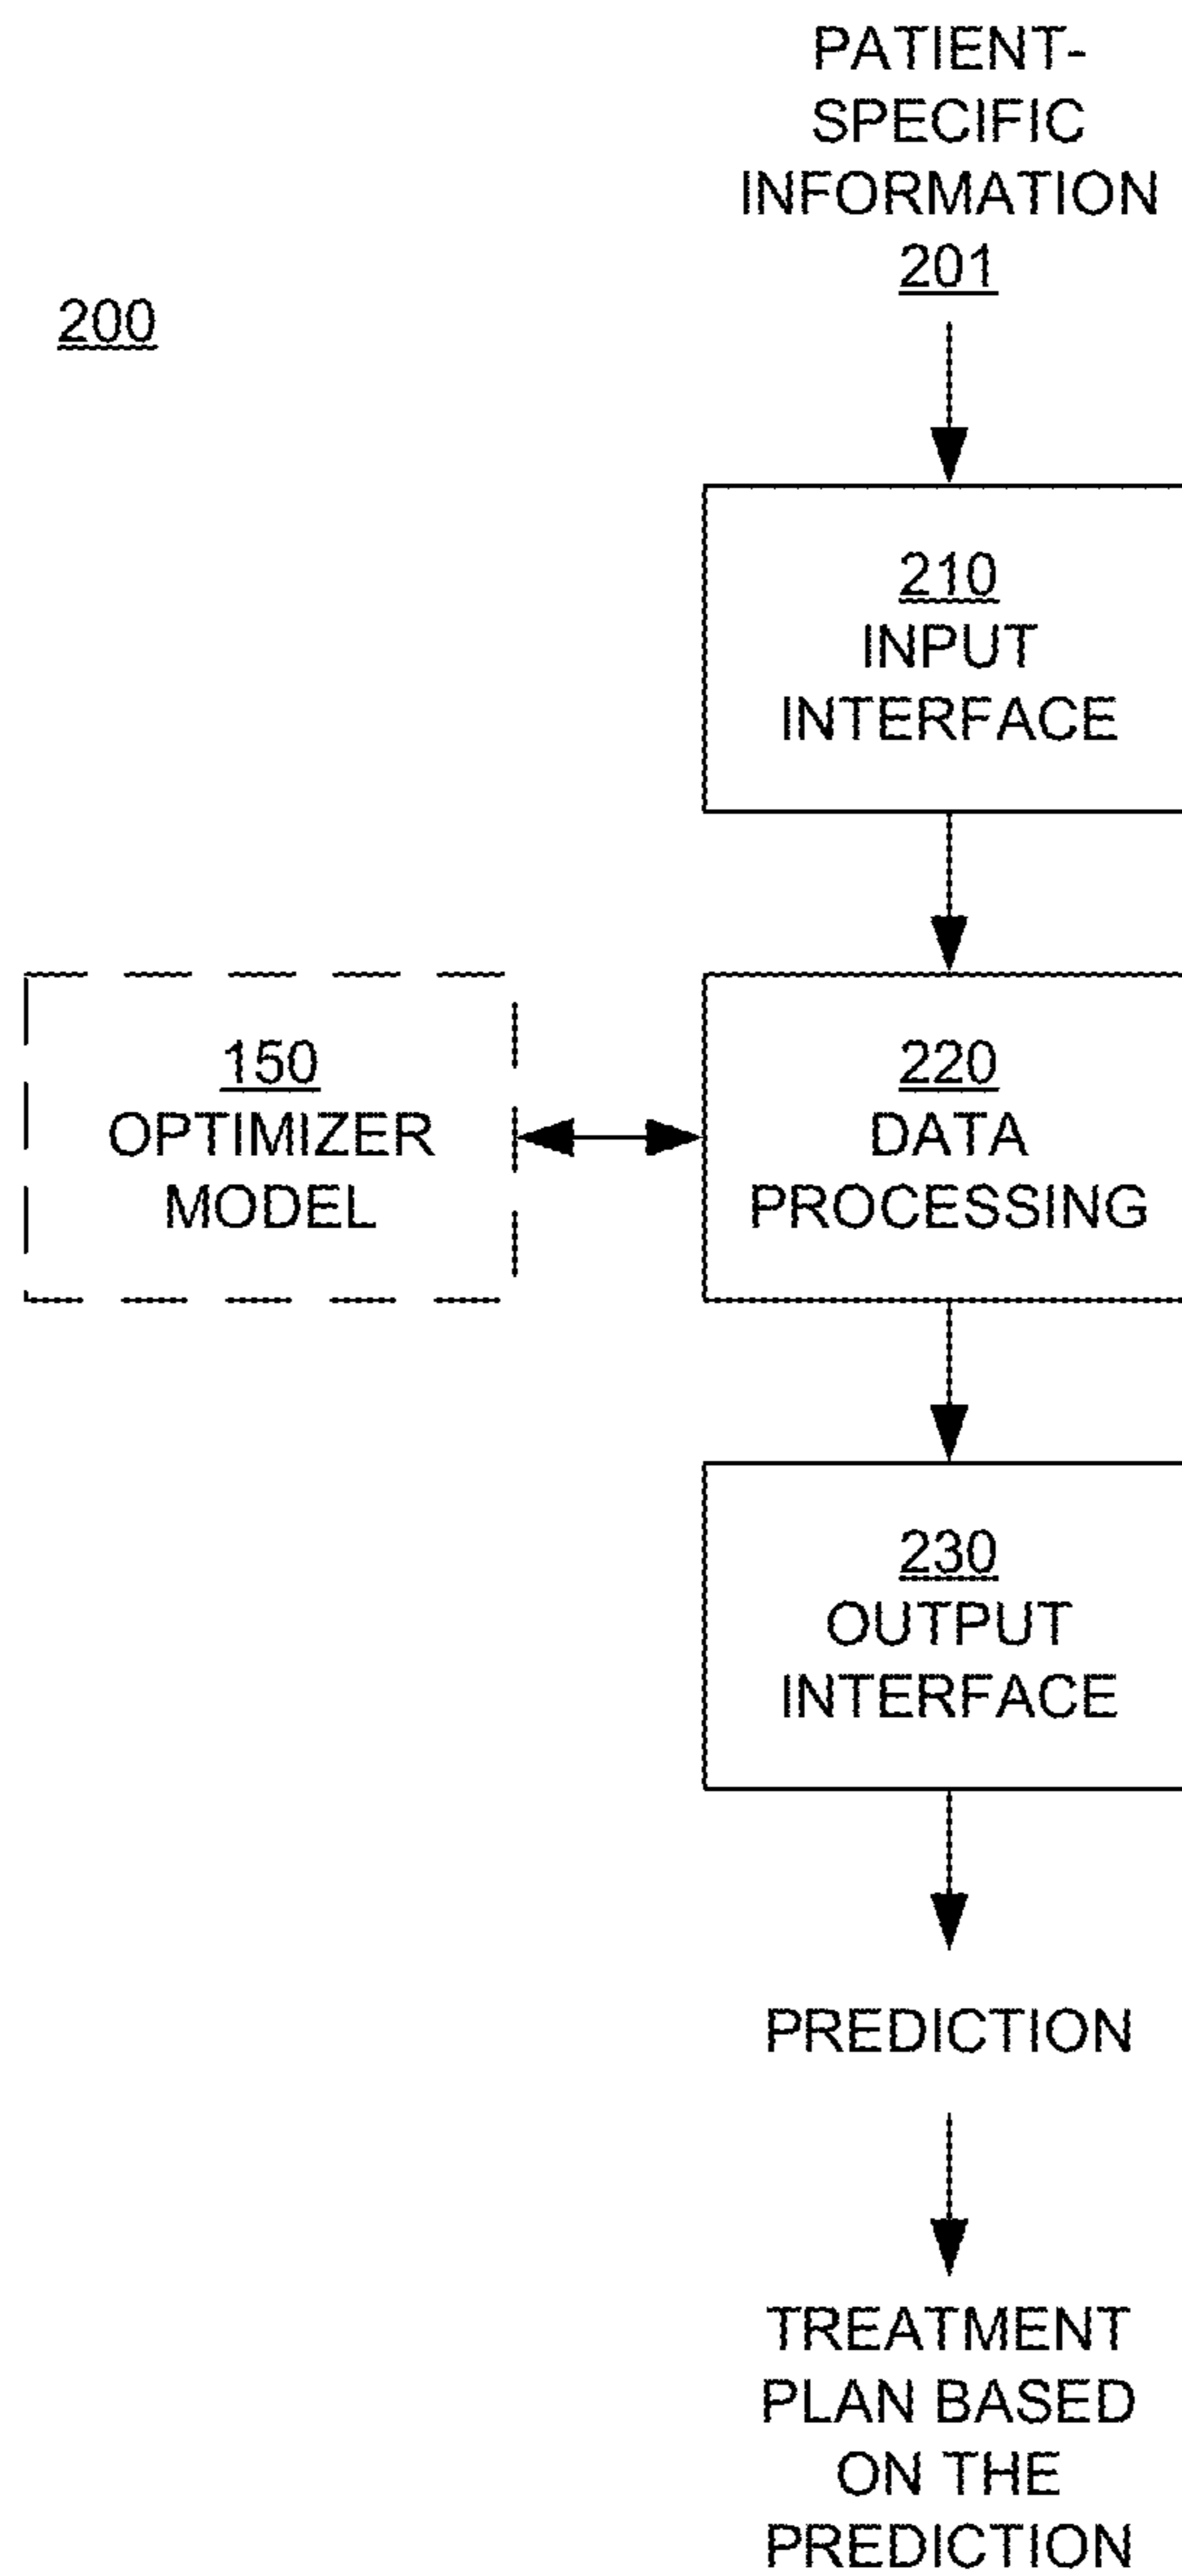 PATIENT-
SPECIFIC
INFORMATION
201
200
210
INPUT
INTERFACE
150
OPTIMIZER
MODEL
220
DATA
PROCESSING
230
OUTPUT
INTERFACE
PREDICTION
TREATMENT
PLAN BASED
ON THE
PREDICTION